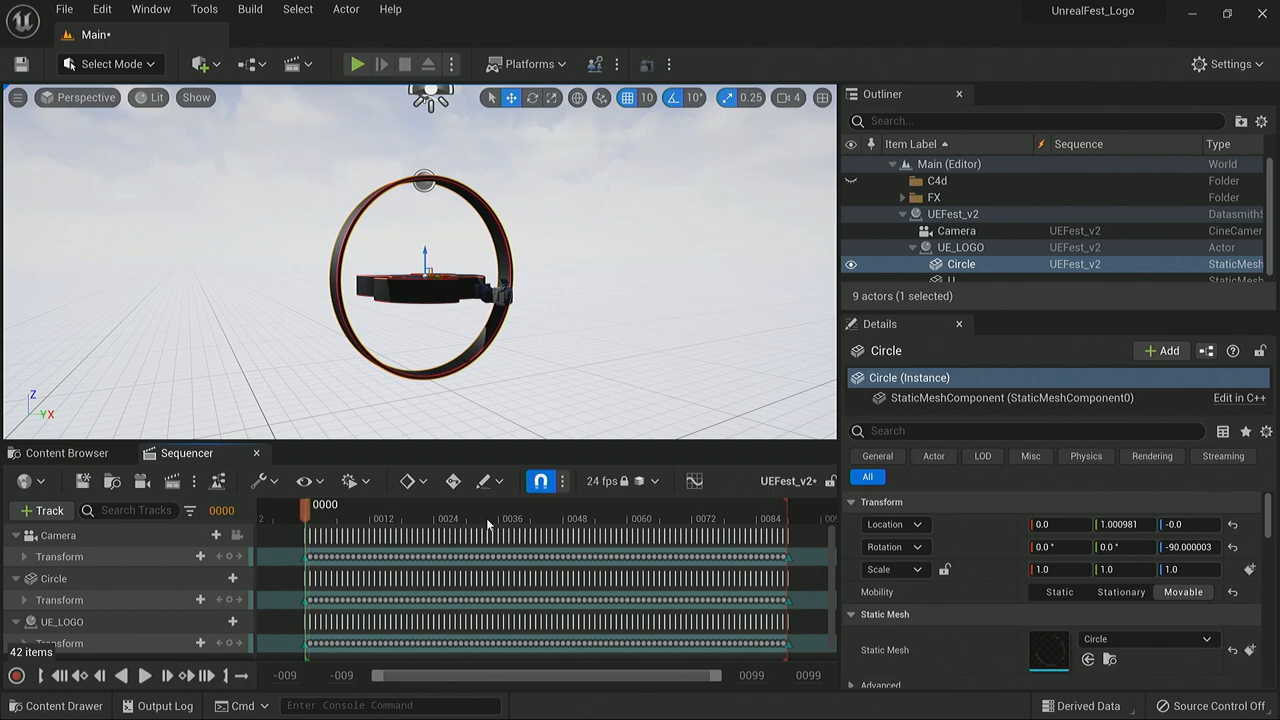 File Edit Window Tools Build Select Actor Help
UnrealFest_Logo
Main*
Select Mode
Platforms
Settings
Perspective Lit Show
10 10° 0.25 4
Z
Y X
Outliner
Search...
Item Label Sequence Type
Main (Editor) World
C4d Folder
FX Folder
UEFest_v2 DatasmithS
Camera UEFest_v2 CineCamer
UE_LOGO UEFest_v2 Actor
Circle UEFest_v2 StaticMesh
9 actors (1 selected)
Details
Circle
Add
Circle (Instance)
StaticMeshComponent (StaticMeshComponent0) Edit in C++
Search
General Actor LOD Misc Physics Rendering Streaming
All
Transform
Location 0.0 1.000981 -0.0
Rotation 0.0 ° 0.0 ° -90.000003
Scale 1.0 1.0 1.0
Mobility Static Stationary Movable
Static Mesh
Static Mesh Circle
Advanced
Content Browser Sequencer
24 fps UEFest_v2*
Track Search Tracks 0000
0000
0012 0024 0036 0048 0060 0072 0084
Camera
Transform
Circle
Transform
UE_LOGO
Transform
42 items
-009 -009 0099 0099
Content Drawer Output Log Cmd Enter Console Command
Derived Data Source Control Off